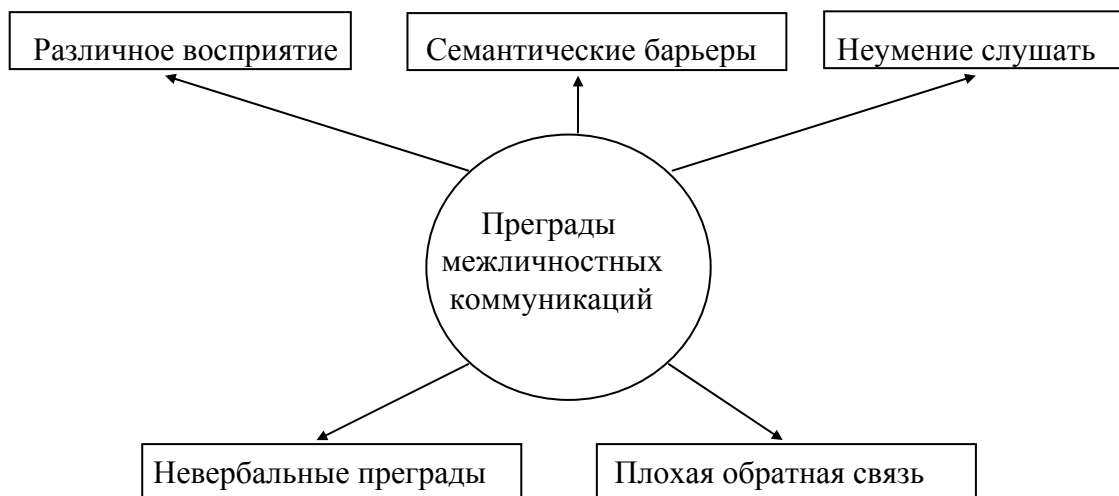 Различное восприятие
Семантические барьеры
Неумение слушать
Преграды
межличностных
коммуникаций
Невербальные преграды
Плохая обратная связь